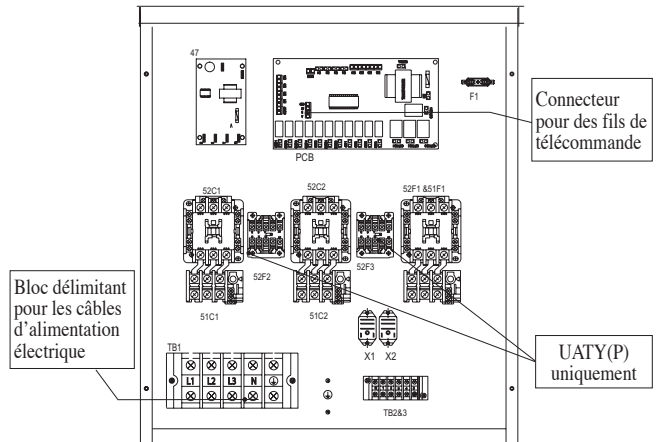 47
F1
PCB
Connecteur
pour des fils de
télécommande
52C1
52C2
52F1 &51F1
52F2
52F3
51C1
51C2
Bloc délimitant
pour les câbles
d'alimentation
électrique
TB1
L1 L2 L3 N
X1 X2
TB2&3
UATY(P)
uniquement